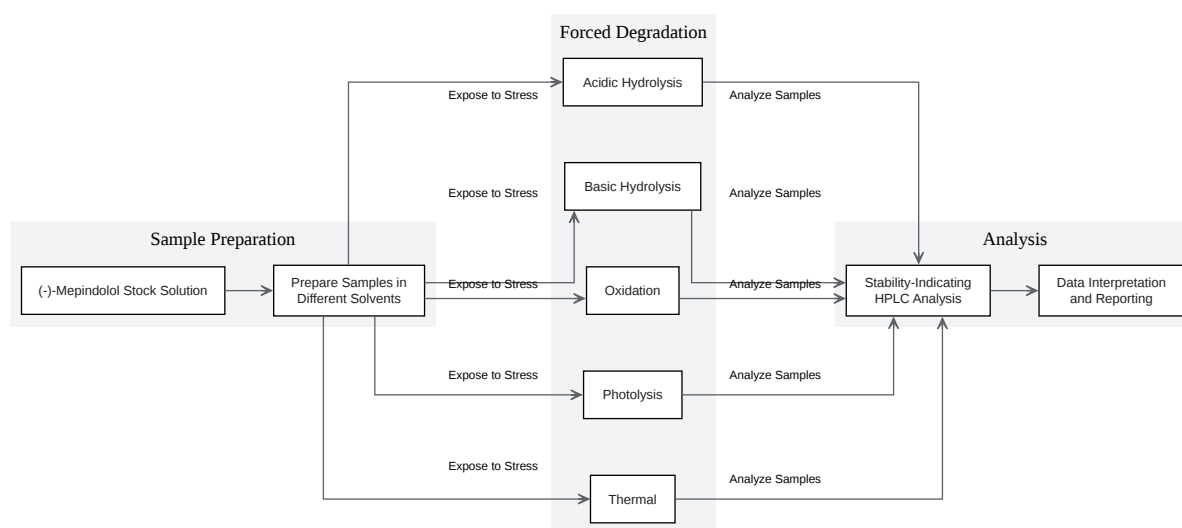 Forced Degradation
Acidic Hydrolysis
Expose to Stress
Analyze Samples
Basic Hydrolysis
Expose to Stress
Analyze Samples
Sample Preparation
Analysis
(-)-Mepindolol Stock Solution
Prepare Samples in
Different Solvents
Expose to Stress
Oxidation
Analyze Samples
Stability-Indicating
HPLC Analysis
Data Interpretation
and Reporting
Expose to Stress
Analyze Samples
Photolysis
Expose to Stress
Analyze Samples
Thermal